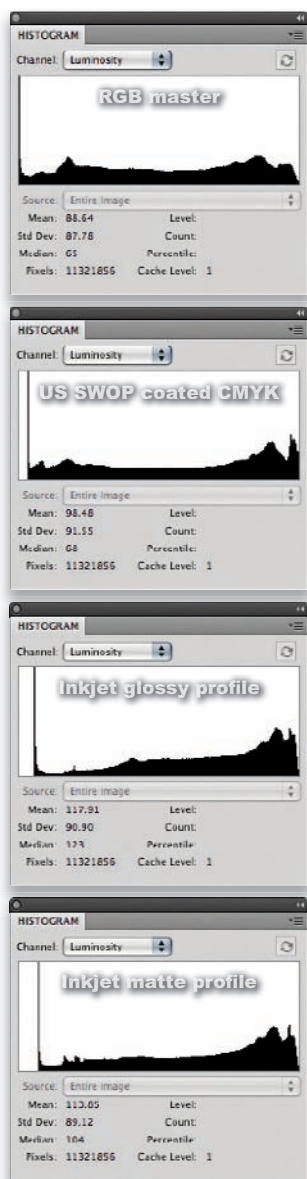 HISTOGRAM
Channel: Luminosity
RGB master
Source: Entire Image
Mean: 88.64 Level:
Std Dev: 87.78 Count:
Median: 65 Percentile:
Pixels: 11321856 Cache Level: 1
HISTOGRAM
Channel: Luminosity
US SWOP coated CMYK
Source: Entire Image
Mean: 98.48 Level:
Std Dev: 91.55 Count:
Median: 68 Percentile:
Pixels: 11321856 Cache Level: 1
HISTOGRAM
Channel: Luminosity
Inkjet glossy profile
Source: Entire Image
Mean: 117.91 Level:
Std Dev: 90.90 Count:
Median: 123 Percentile:
Pixels: 11321856 Cache Level: 1
HISTOGRAM
Channel: Luminosity
Inkjet matte profile
Source: Entire Image
Mean: 113.85 Level:
Std Dev: 89.12 Count:
Median: 104 Percentile:
Pixels: 11321856 Cache Level: 1